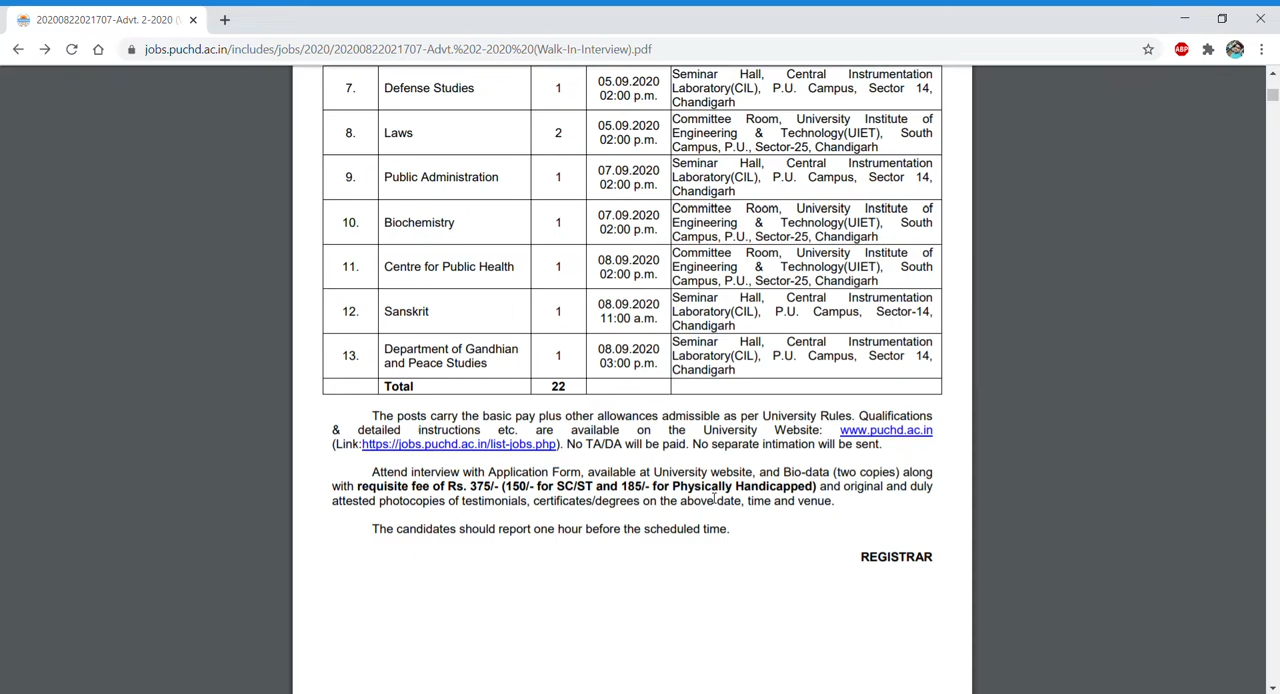 20200822021707-Advt. 2-2020 (
jobs.puchd.ac.in/includes/jobs/2020/20200822021707-Advt.%202-2020%20(Walk-In-Interview).pdf
ABP
7. Defense Studies 1 05.09.2020 02:00 p.m. Seminar Hall, Central Instrumentation Laboratory(CIL), P.U. Campus, Sector 14, Chandigarh
8. Laws 2 05.09.2020 02:00 p.m. Committee Room, University Institute of Engineering & Technology(UIET), South Campus, P.U., Sector-25, Chandigarh
9. Public Administration 1 07.09.2020 02:00 p.m. Seminar Hall, Central Instrumentation Laboratory(CIL), P.U. Campus, Sector 14, Chandigarh
10. Biochemistry 1 07.09.2020 02:00 p.m. Committee Room, University Institute of Engineering & Technology(UIET), South Campus, P.U., Sector-25, Chandigarh
11. Centre for Public Health 1 08.09.2020 02:00 p.m. Committee Room, University Institute of Engineering & Technology(UIET), South Campus, P.U., Sector-25, Chandigarh
12. Sanskrit 1 08.09.2020 11:00 a.m. Seminar Hall, Central Instrumentation Laboratory(CIL), P.U. Campus, Sector-14, Chandigarh
13. Department of Gandhian and Peace Studies 1 08.09.2020 03:00 p.m. Seminar Hall, Central Instrumentation Laboratory(CIL), P.U. Campus, Sector 14, Chandigarh
Total 22
The posts carry the basic pay plus other allowances admissible as per University Rules. Qualifications
& detailed instructions etc. are available on the University Website: www.puchd.ac.in
(Link:https://jobs.puchd.ac.in/list-jobs.php). No TA/DA will be paid. No separate intimation will be sent.
Attend interview with Application Form, available at University website, and Bio-data (two copies) along
with requisite fee of Rs. 375/- (150/- for SC/ST and 185/- for Physically Handicapped) and original and duly
attested photocopies of testimonials, certificates/degrees on the above date, time and venue.
The candidates should report one hour before the scheduled time.
REGISTRAR